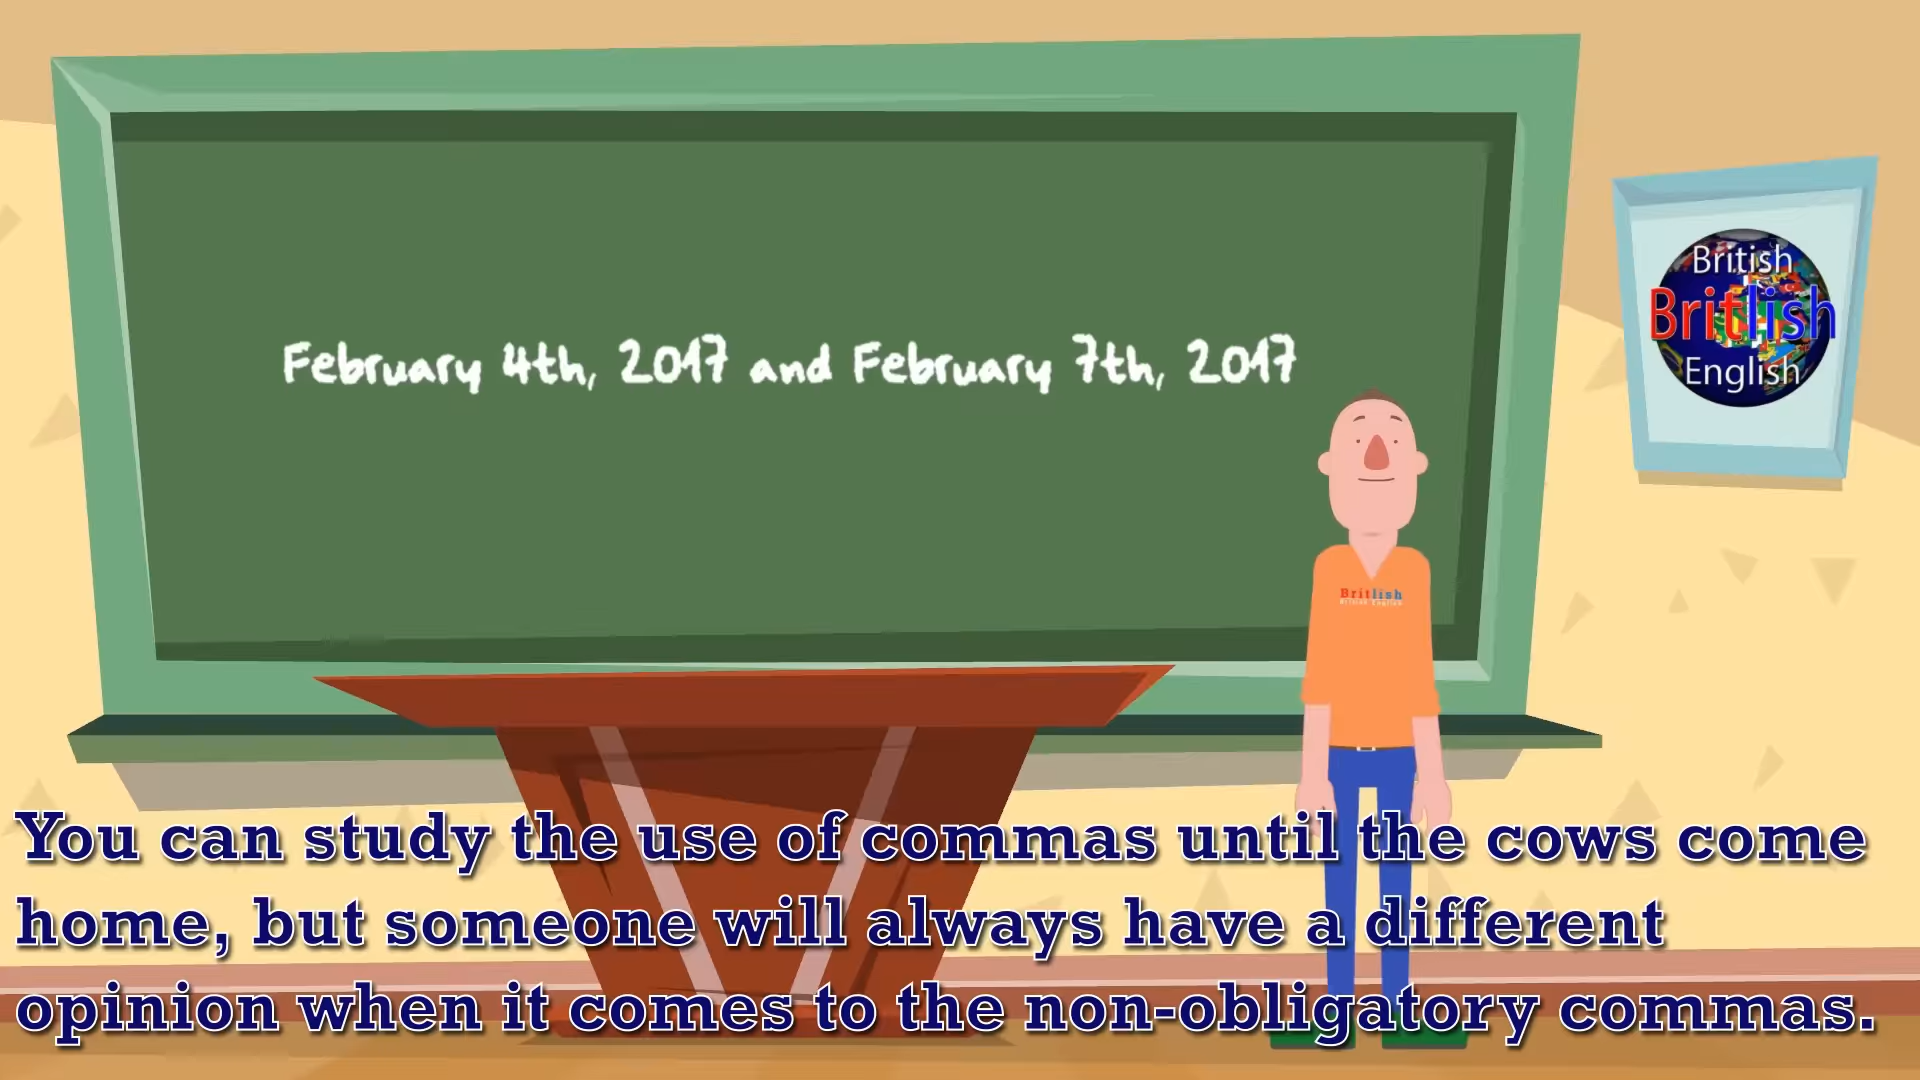 February 4th, 2017 and February 7th, 2017
British
Britlish
English
Britlish
British English
You can study the use of commas until the cows come
home, but someone will always have a different
opinion when it comes to the non-obligatory commas.